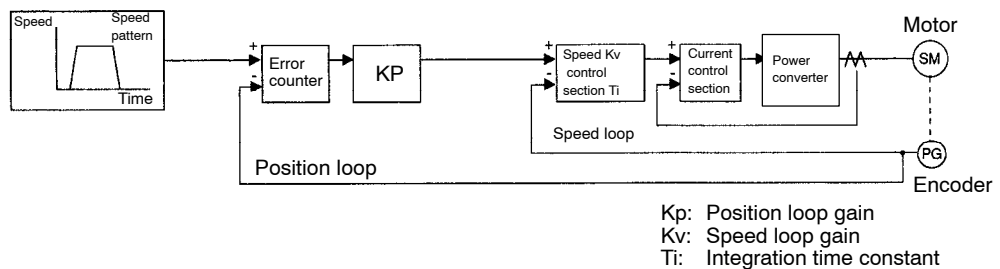 Speed
Speed
pattern
Time
+
-
Error
counter
KP
+
-
Speed Kv
control
section Ti
+
-
Current
control
section
Power
converter
Motor
SM
Speed loop
Position loop
PG
Encoder
Kp: Position loop gain
Kv: Speed loop gain
Ti: Integration time constant